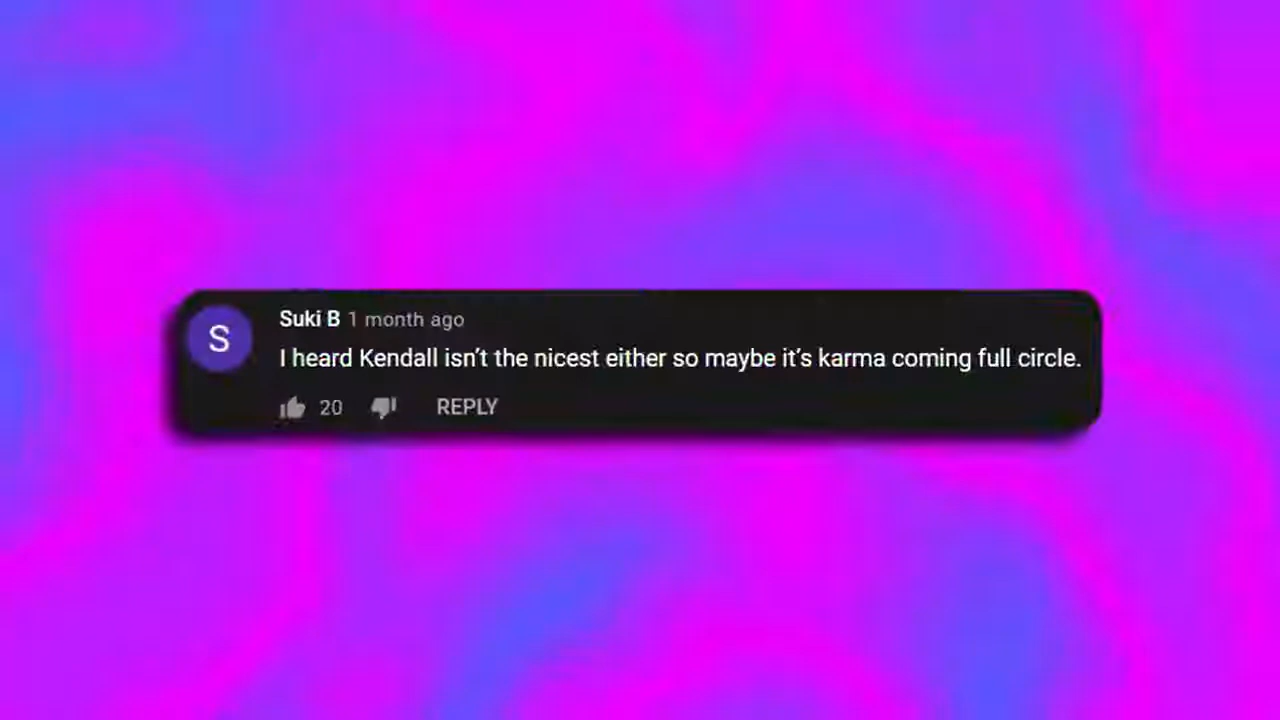 S
Suki B 1 month ago
I heard Kendall isn't the nicest either so maybe it's karma coming full circle.
20 REPLY